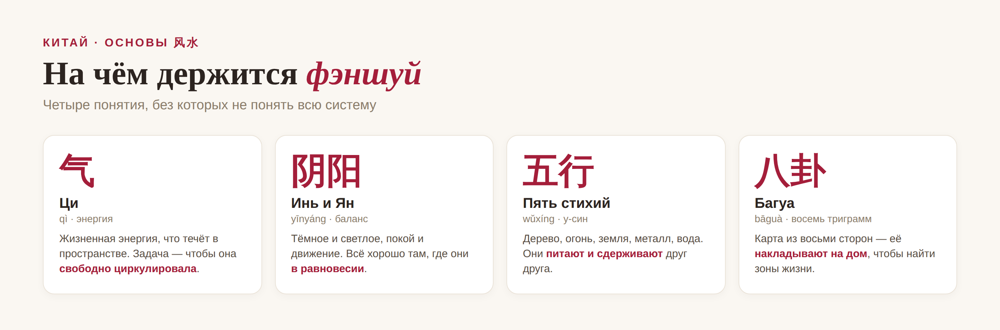 КИТАЙ · ОСНОВЫ 风水
На чём держится фэншуй
Четыре понятия, без которых не понять всю систему
气
Ци
qì · энергия
Жизненная энергия, что течёт в
пространстве. Задача — чтобы она
свободно циркулировала.
阴阳
Инь и Ян
yīnyáng · баланс
Тёмное и светлое, покой и
движение. Всё хорошо там, где они
в равновесии.
五行
Пять стихий
wǔxíng · у-син
Дерево, огонь, земля, металл, вода.
Они питают и сдерживают друг
друга.
八卦
Багуа
bāguà · восемь триграмм
Карта из восьми сторон — её
накладывают на дом, чтобы найти
зоны жизни.